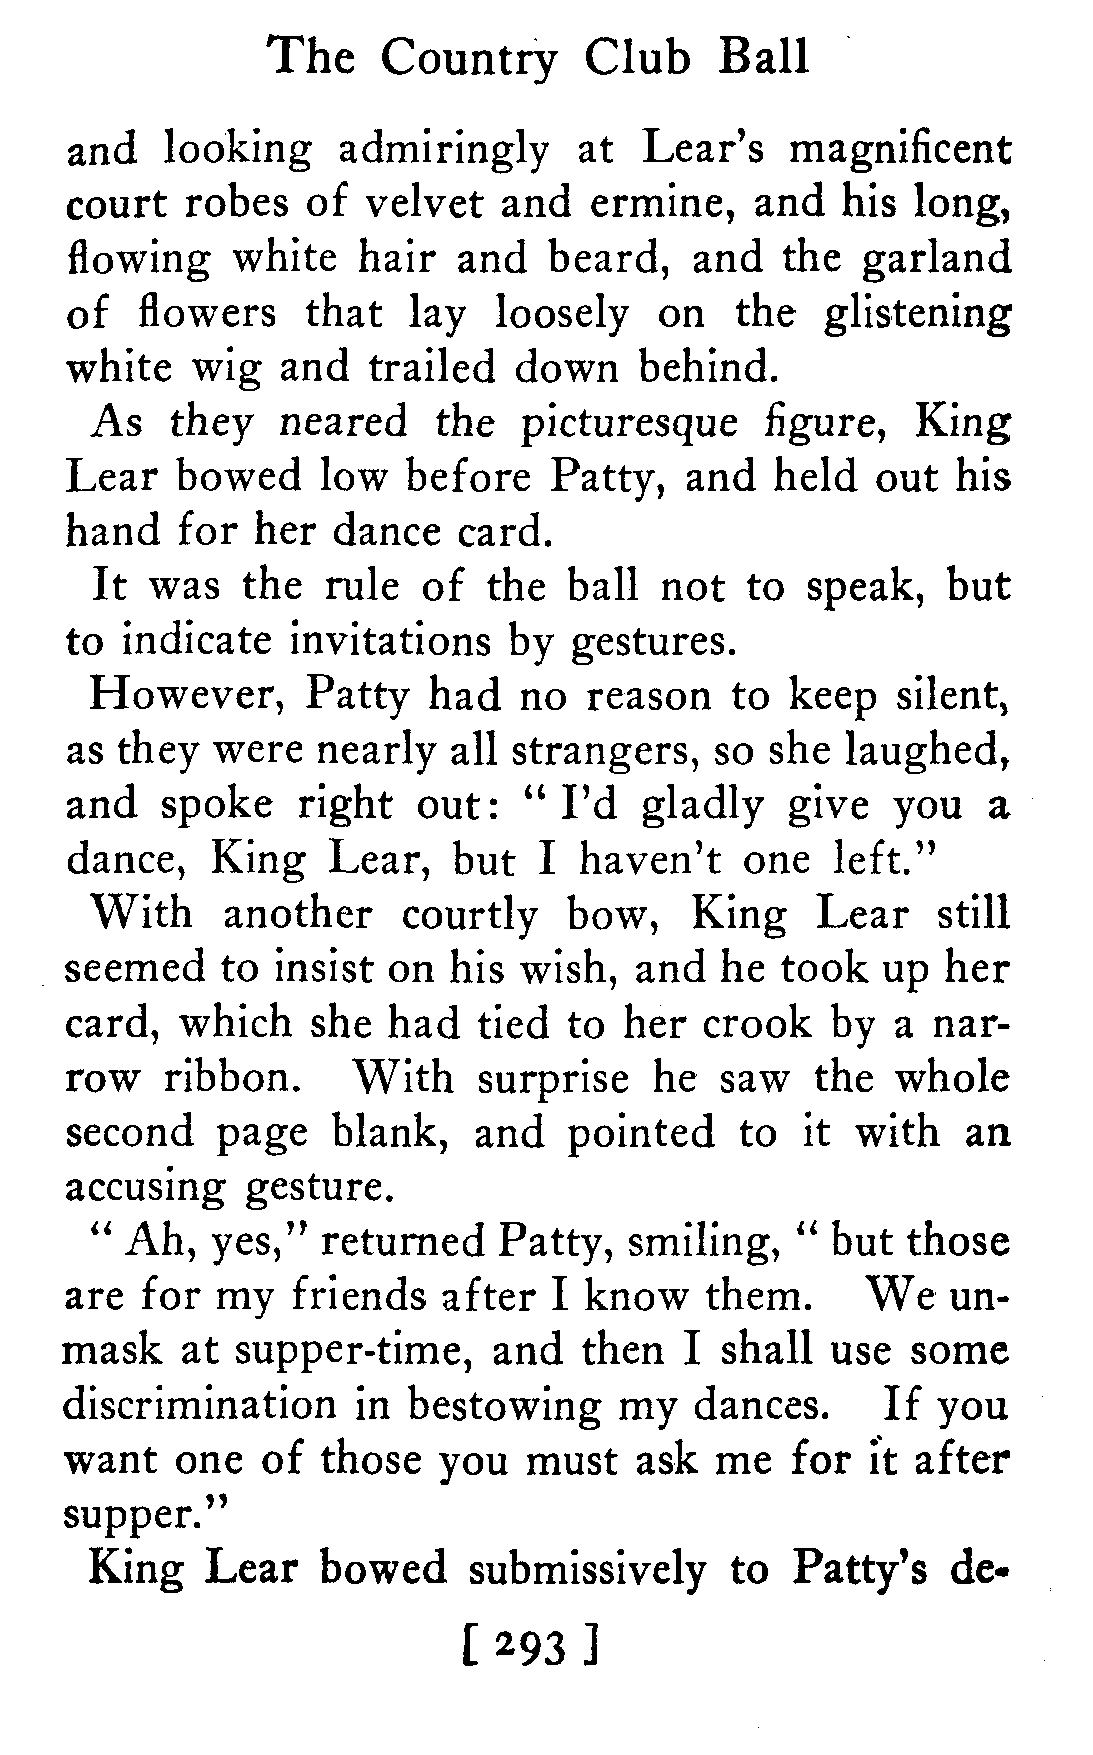 The Country Club Ball
and looking admiringly at Lear's magnificent
court robes of velvet and ermine, and his long,
flowing white hair and beard, and the garland
of flowers that lay loosely on the glistening
white wig and trailed down behind.
As they neared the picturesque figure, King
Lear bowed low before Patty, and held out his
hand for her dance card.
It was the rule of the ball not to speak, but
to indicate invitations by gestures.
However, Patty had no reason to keep silent,
as they were nearly all strangers, so she laughed,
and spoke right out: “ I'd gladly give you a
dance, King Lear, but I haven't one left.”
With another courtly bow, King Lear still
seemed to insist on his wish, and he took up her
card, which she had tied to her crook by a nar-
row ribbon. With surprise he saw the whole
second page blank, and pointed to it with an
accusing gesture.
“ Ah, yes,” returned Patty, smiling, “ but those
are for my friends after I know them. We un-
mask at supper-time, and then I shall use some
discrimination in bestowing my dances. If you
want one of those you must ask me for it after
supper.”
King Lear bowed submissively to Patty's de-
[ 293 ]